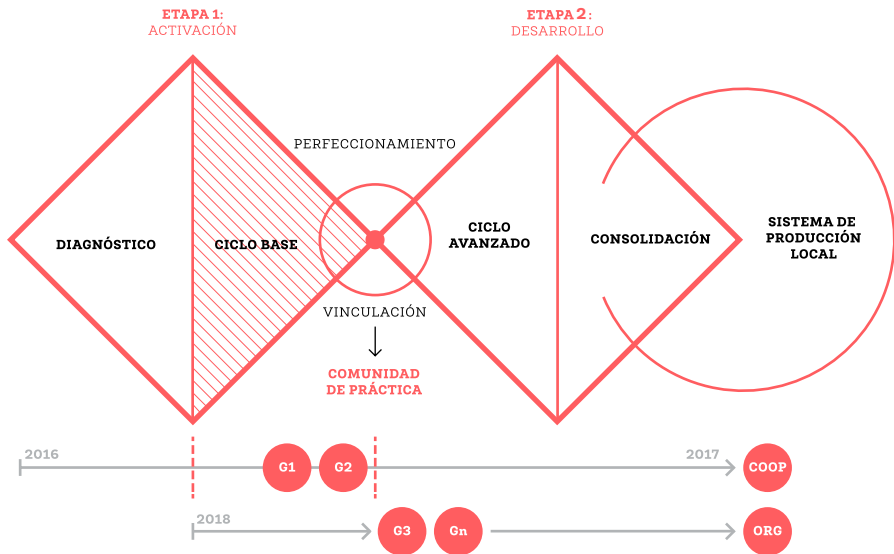 ETAPA 1:
ACTIVACIÓN
ETAPA 2:
DESARROLLO
PERFECCIONAMIENTO
DIAGNÓSTICO
CICLO BASE
CICLO
AVANZADO
CONSOLIDACIÓN
SISTEMA DE
PRODUCCIÓN
LOCAL
VINCULACIÓN
COMUNIDAD
DE PRÁCTICA
2016
G1
G2
2017
COOP
2018
G3
Gn
ORG